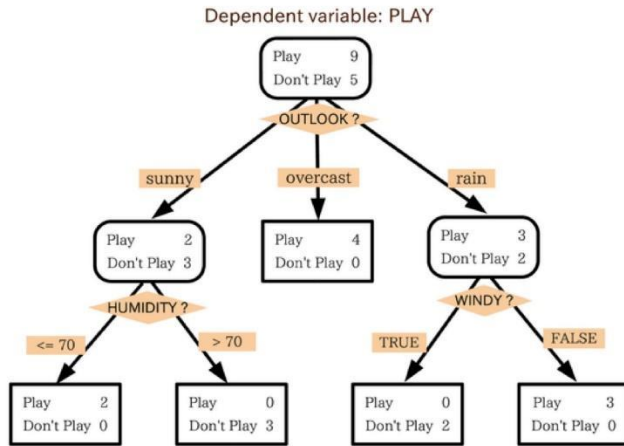 Dependent variable: PLAY
Play 9
Don't Play 5
OUTLOOK ?
sunny
overcast
rain
Play 2
Don't Play 3
Play 4
Don't Play 0
Play 3
Don't Play 2
HUMIDITY ?
WINDY ?
<= 70
> 70
TRUE
FALSE
Play 2
Don't Play 0
Play 0
Don't Play 3
Play 0
Don't Play 2
Play 3
Don't Play 0